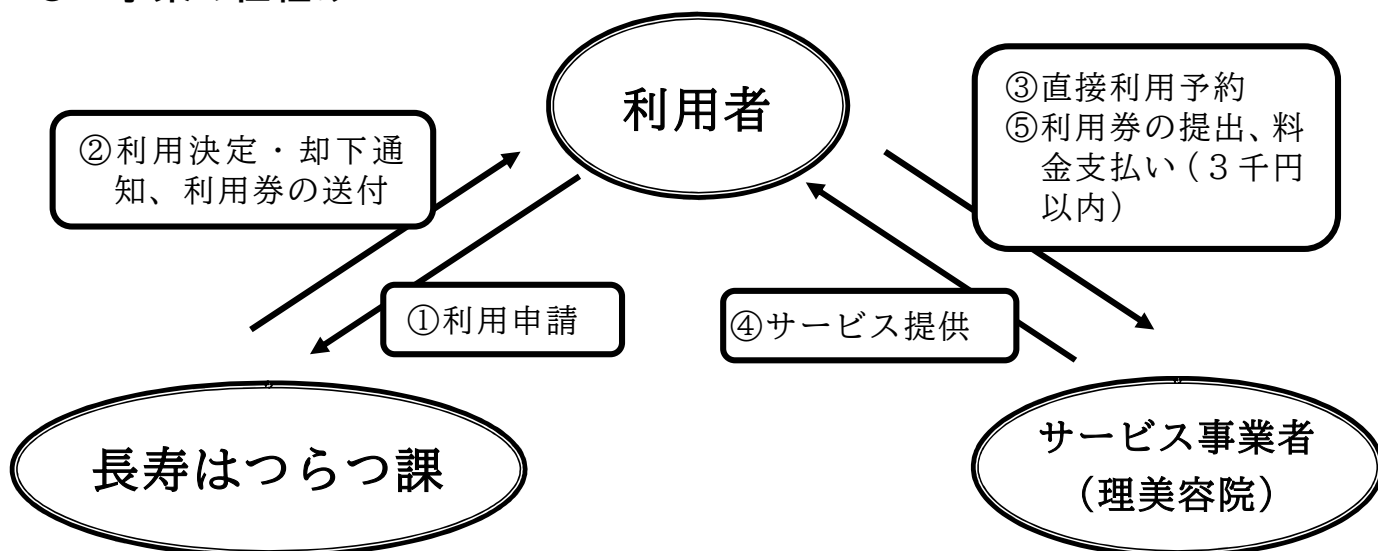 利用者
③直接利用予約
⑤利用券の提出、料
金支払い（３千円
以内）
②利用決定・却下通
知、利用券の送付
①利用申請
④サービス提供
長寿はつらつ課
サービス事業者
（理美容院）